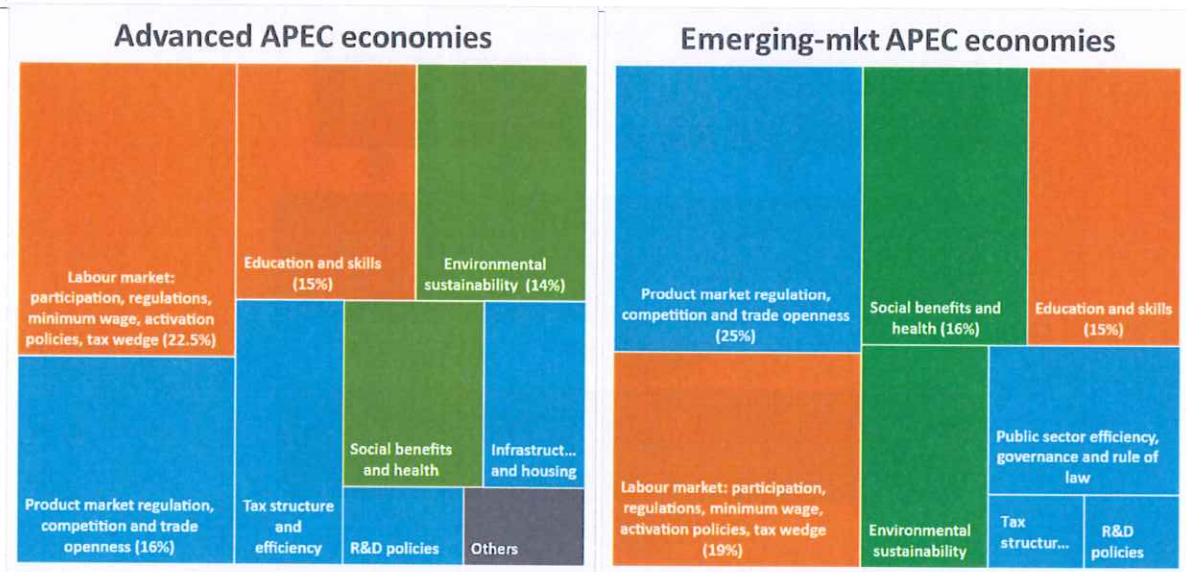 Advanced APEC economies
Labour market:
participation, regulations,
minimum wage, activation
policies, tax wedge (22.5%)
Education and skills
(15%)
Environmental
sustainability (14%)
Product market regulation,
competition and trade
openness (16%)
Tax structure
and
efficiency
Social benefits
and health
Infrastruct...
and housing
R&D policies
Others
Emerging-mkt APEC economies
Product market regulation,
competition and trade openness
(25%)
Social benefits and
health (16%)
Education and skills
(15%)
Labour market: participation,
regulations, minimum wage,
activation policies, tax wedge
(19%)
Environmental
sustainability
Public sector efficiency,
governance and rule of
law
Tax
structur...
R&D
policies